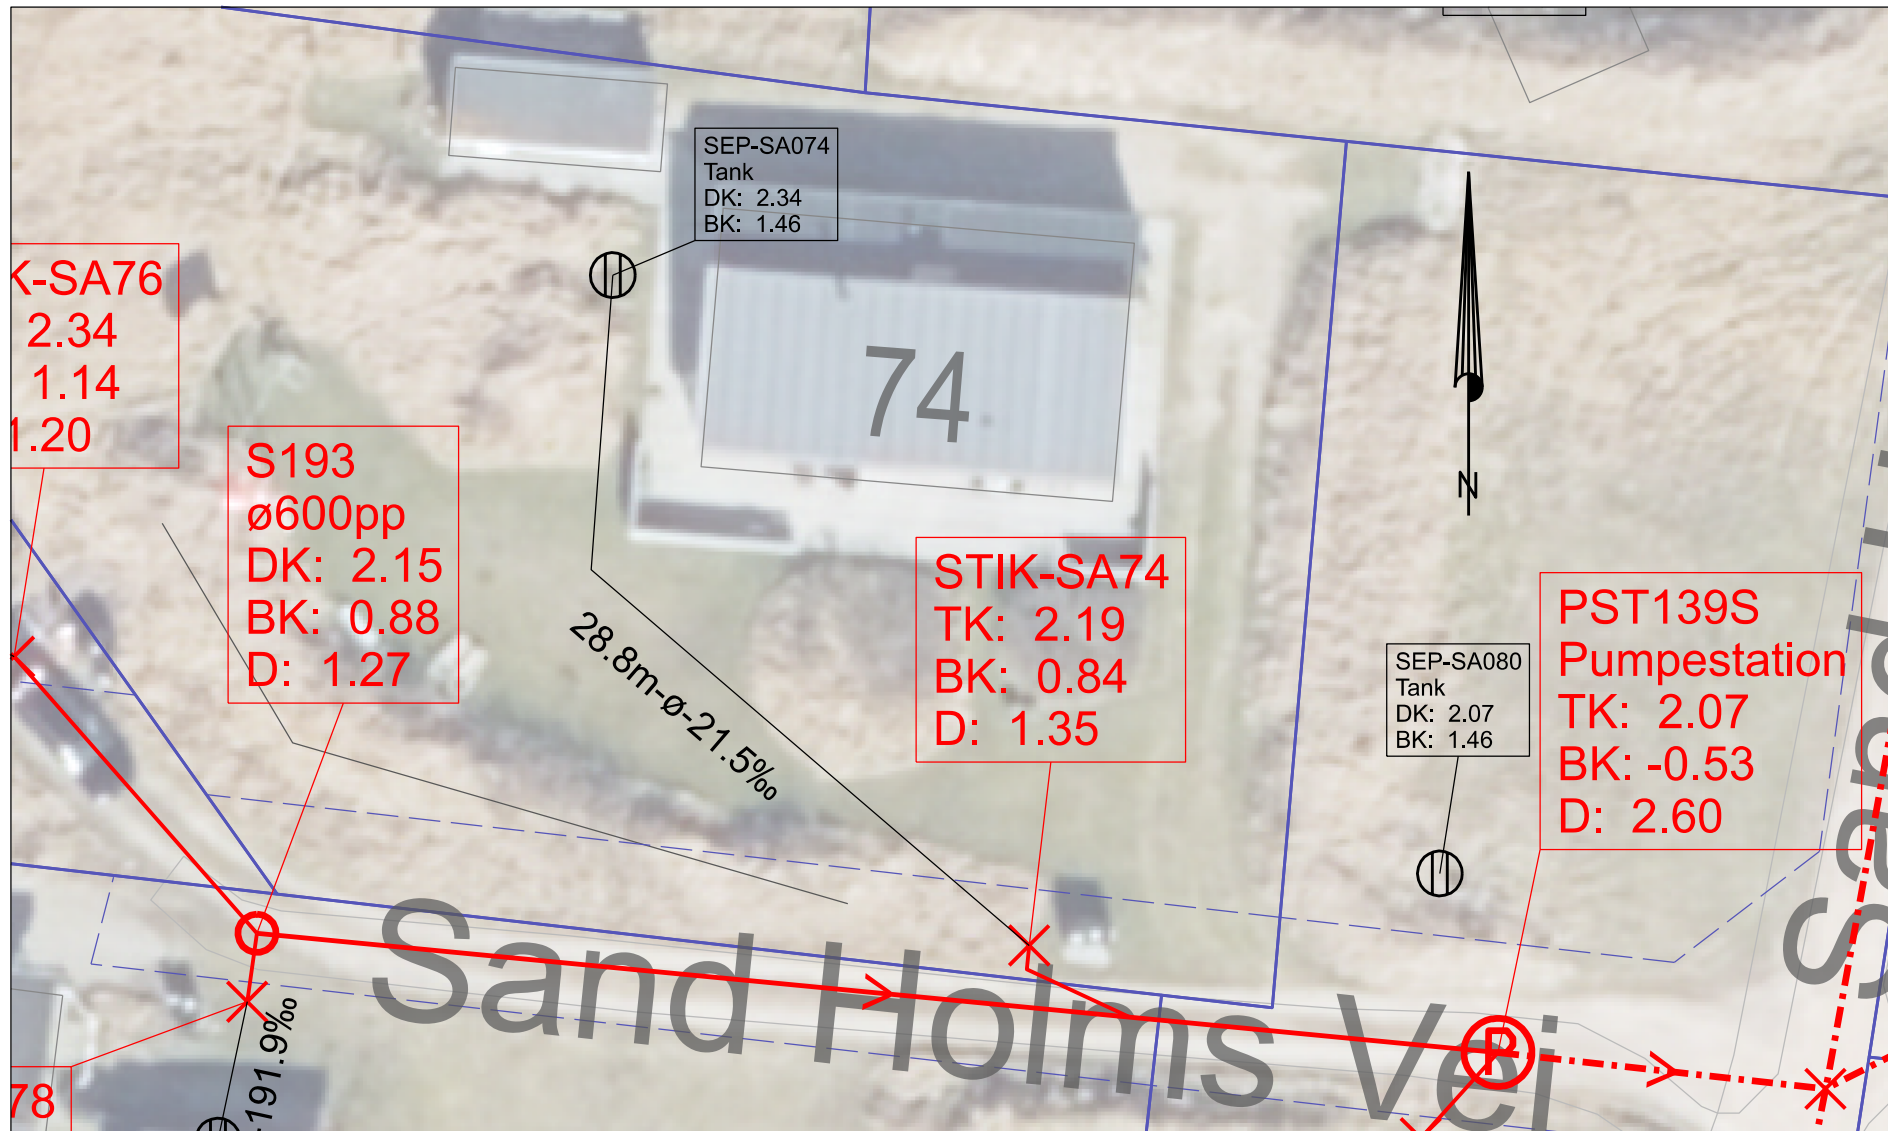 SEP-SA074
Tank
DK: 2.34
BK: 1.46
K-SA76
2.34
1.14
1.20
74
S193
ø600pp
DK: 2.15
BK: 0.88
D: 1.27
N
STIK-SA74
TK: 2.19
BK: 0.84
D: 1.35
28.8m-ø-21.5‰
SEP-SA080
Tank
DK: 2.07
BK: 1.46
PST139S
Pumpestation
TK: 2.07
BK: -0.53
D: 2.60
Sand Holms Vej
P
-191.9‰
78